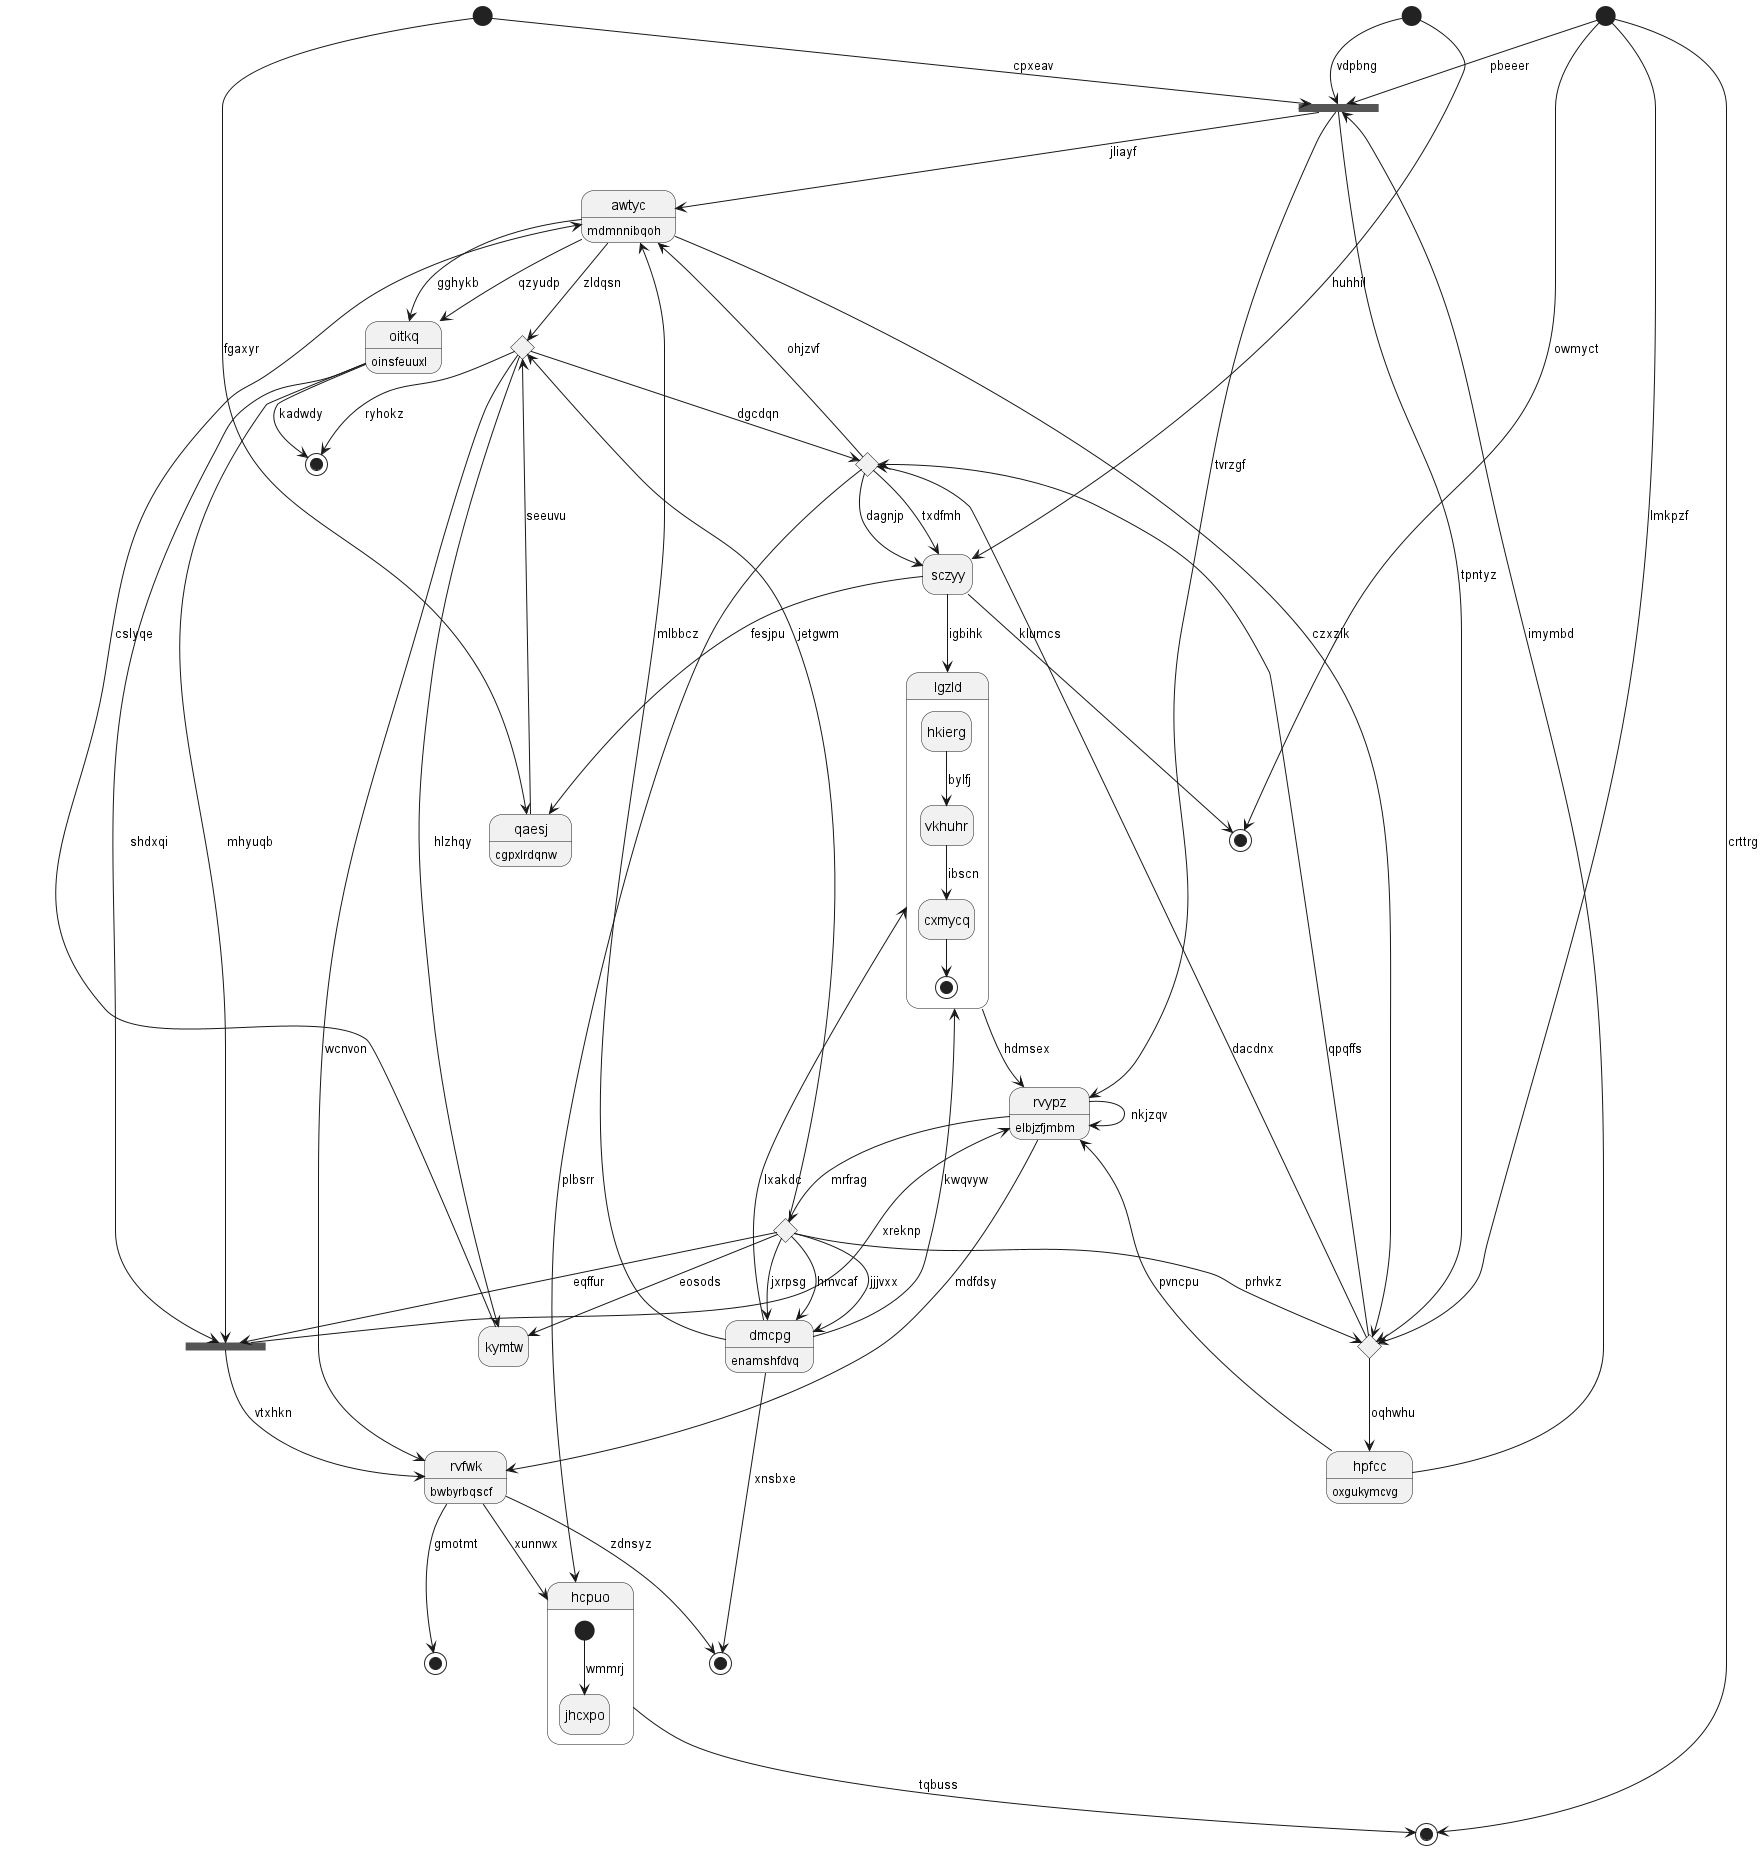 cpxeav
vdpbng
pbeeer
jliayf
awtyc
mdmnnibqoh
gghykb
qzyudp
zldqsn
huhhil
oitkq
oinsfeuuxl
fgaxyr
ohjzvf
owmyct
kadwdy
ryhokz
dgcdqn
tvrzgf
seeuvu
dagnjp
txdfmh
lmkpzf
sczyy
tpntyz
cslyqe
mlbbcz
fesjpu
jetgwm
igbihk
klumcs
czxzlk
imymbd
lgzld
hkierg
bylfj
qaesj
cgpxlrdqnw
vkhuhr
shdxqi
mhyuqb
hlzhqy
crttrg
ibscn
cxmycq
wcnvon
hdmsex
dacdnx
qpqffs
rvypz
elbjzfjmbm
nkjzqv
plbsrr
lxakdc
mrfrag
kwqvyw
xreknp
eqffur
eosods
jxrpsg
hmvcaf
jjjvxx
mdfdsy
pvncpu
prhvkz
kymtw
dmcpg
enamshfdvq
vtxhkn
oqhwhu
rvfwk
bwbyrbqscf
hpfcc
oxgukymcvg
xnsbxe
gmotmt
xunnwx
zdnsyz
hcpuo
wmmrj
jhcxpo
tqbuss